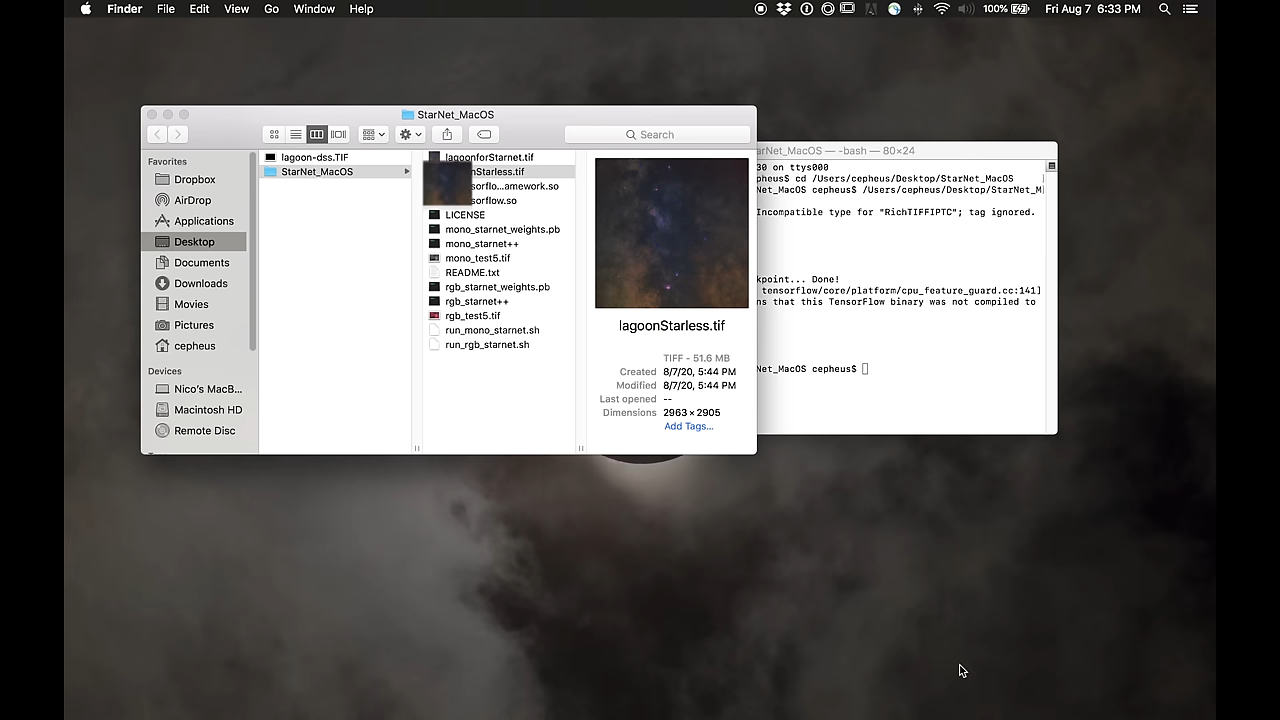 Finder File Edit View Go Window Help 100% Fri Aug 7 6:33 PM
StarNet_MacOS
Search
Favorites
Dropbox
AirDrop
Applications
Desktop
Documents
Downloads
Movies
Pictures
cepheus
Devices
Nico's MacB...
Macintosh HD
Remote Disc
lagoon-dss.TIF
StarNet_MacOS
lagoonforStarnet.tif
nStarless.tif
sorflo...amework.so
sorflow.so
LICENSE
mono_starnet_weights.pb
mono_starnet++
mono_test5.tif
README.txt
rgb_starnet_weights.pb
rgb_starnet++
rgb_test5.tif
run_mono_starnet.sh
run_rgb_starnet.sh
lagoonStarless.tif
TIFF - 51.6 MB
Created 8/7/20, 5:44 PM
Modified 8/7/20, 5:44 PM
Last opened --
Dimensions 2963 × 2905
Add Tags...
arNet_MacOS — -bash — 80×24
30 on ttys000
pheus$ cd /Users/cepheus/Desktop/StarNet_MacOS ]
Net_MacOS cepheus$ /Users/cepheus/Desktop/StarNet_M
Incompatible type for "RichTIFFIPTC"; tag ignored.
kpoint... Done!
tensorflow/core/platform/cpu_feature_guard.cc:141]
ns that this TensorFlow binary was not compiled to
Net_MacOS cepheus$